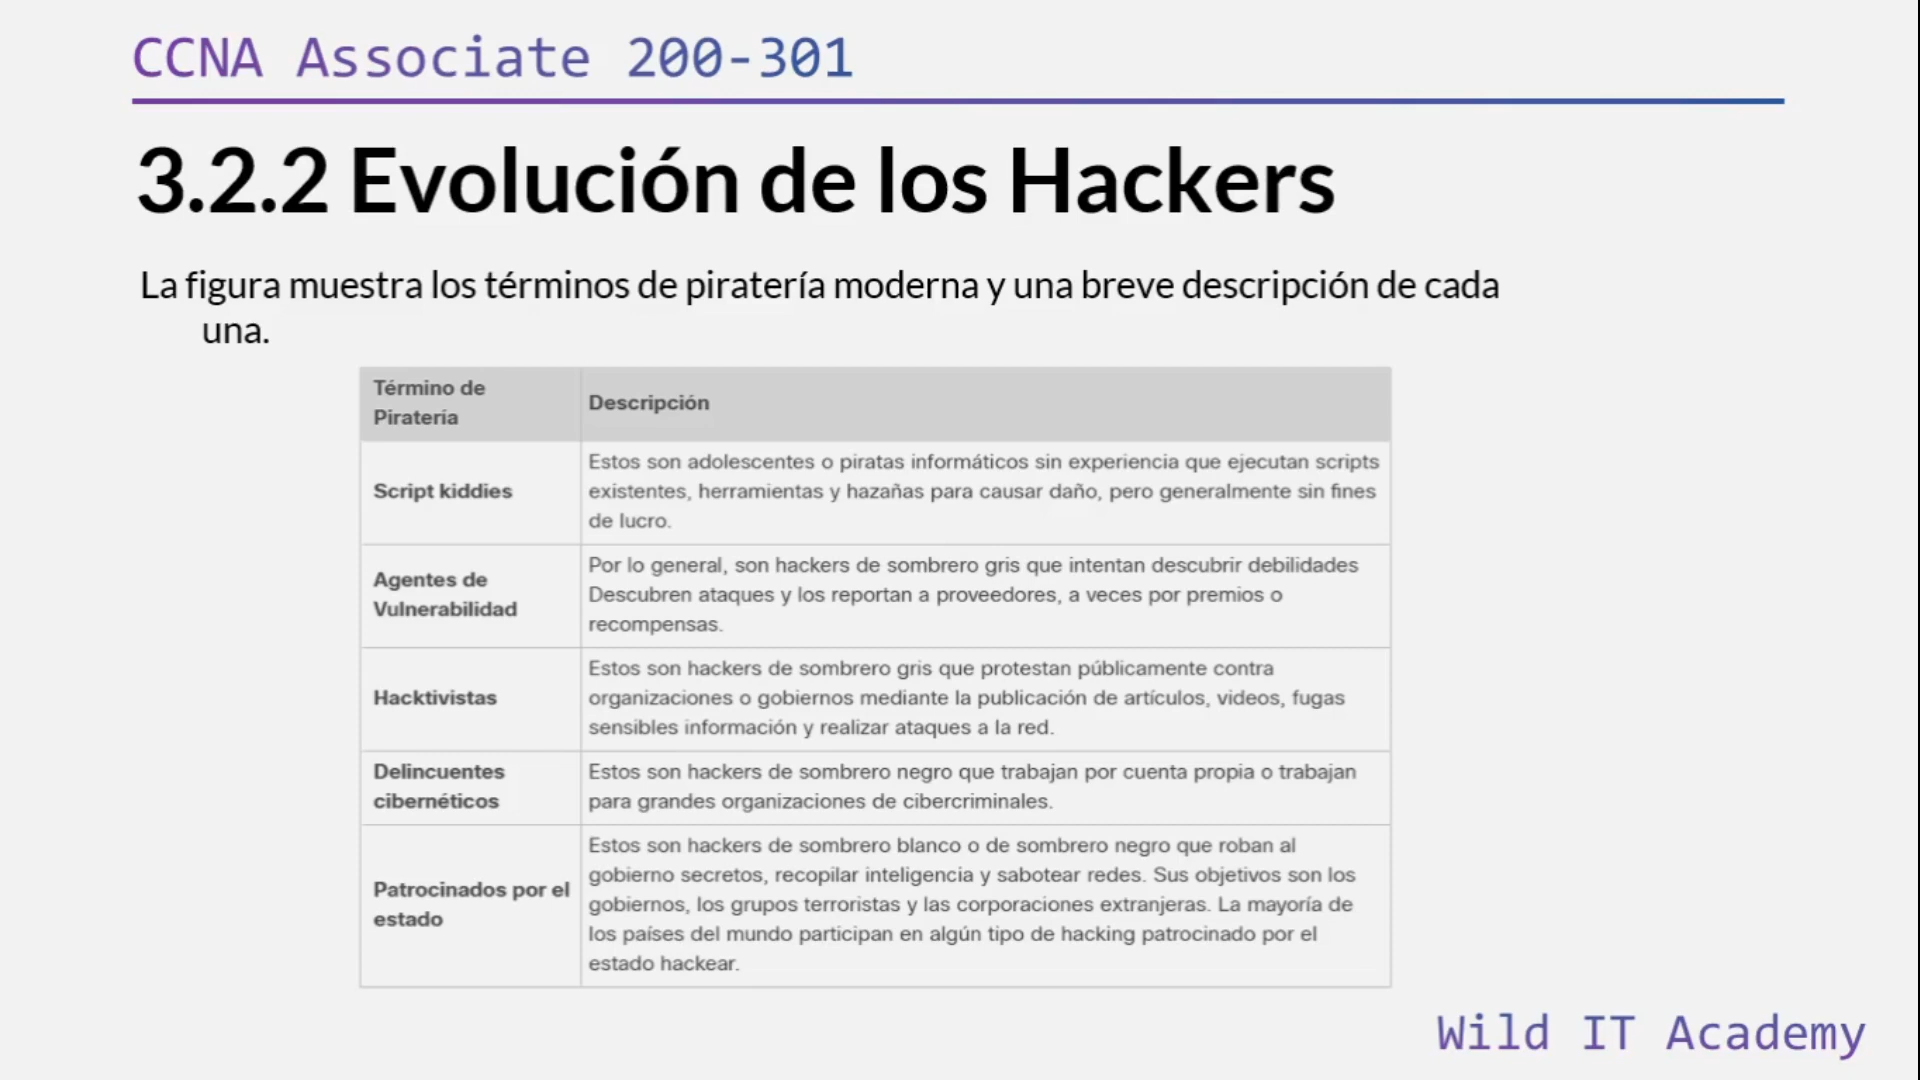 CCNA Associate 200-301
3.2.2 Evolución de los Hackers
La figura muestra los términos de piratería moderna y una breve descripción de cada
una.
Término de
Piratería
Descripción
Script kiddies
Estos son adolescentes o piratas informáticos sin experiencia que ejecutan scripts
existentes, herramientas y hazañas para causar daño, pero generalmente sin fines
de lucro.
Agentes de
Vulnerabilidad
Por lo general, son hackers de sombrero gris que intentan descubrir debilidades
Descubren ataques y los reportan a proveedores, a veces por premios o
recompensas.
Hacktivistas
Estos son hackers de sombrero gris que protestan públicamente contra
organizaciones o gobiernos mediante la publicación de artículos, videos, fugas
sensibles información y realizar ataques a la red.
Delincuentes
cibernéticos
Estos son hackers de sombrero negro que trabajan por cuenta propia o trabajan
para grandes organizaciones de cibercriminales.
Patrocinados por el
estado
Estos son hackers de sombrero blanco o de sombrero negro que roban al
gobierno secretos, recopilar inteligencia y sabotear redes. Sus objetivos son los
gobiernos, los grupos terroristas y las corporaciones extranjeras. La mayoría de
los países del mundo participan en algún tipo de hacking patrocinado por el
estado hackear.
Wild IT Academy